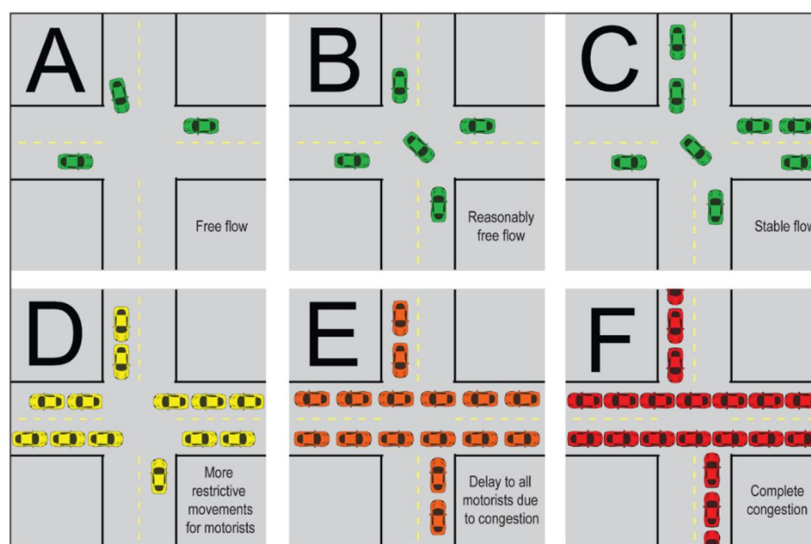 A
B
C
Free flow
Reasonably
free flow
Stable flow
D
E
F
More
restrictive
movements
for motorists
Delay to all
motorists due
to congestion
Complete
congestion